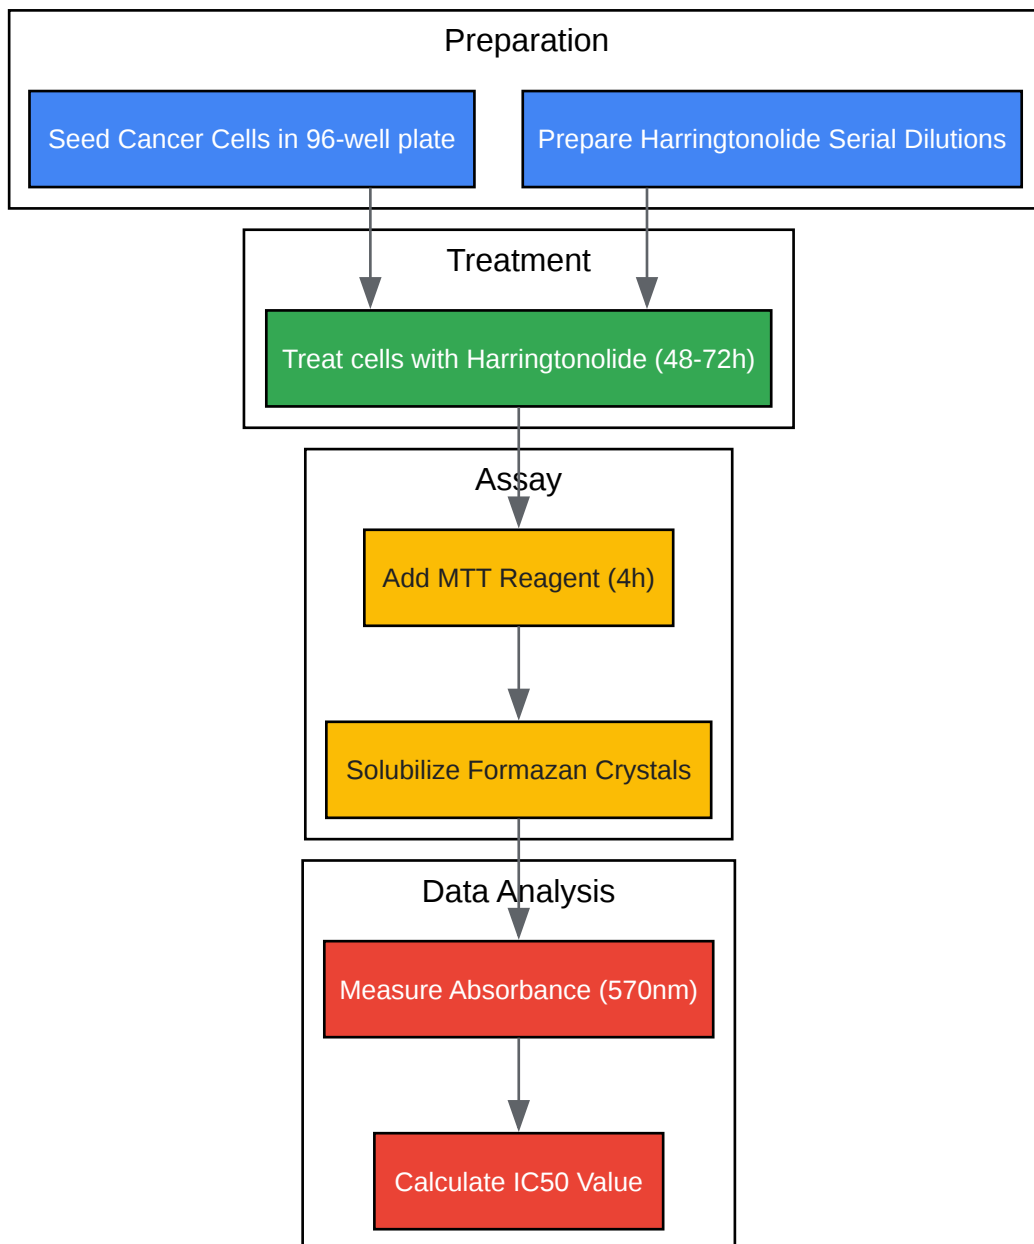 Preparation
Seed Cancer Cells in 96-well plate
Prepare Harringtonolide Serial Dilutions
Treatment
Treat cells with Harringtonolide (48-72h)
Assay
Add MTT Reagent (4h)
Solubilize Formazan Crystals
Data Analysis
Measure Absorbance (570nm)
Calculate IC50 Value